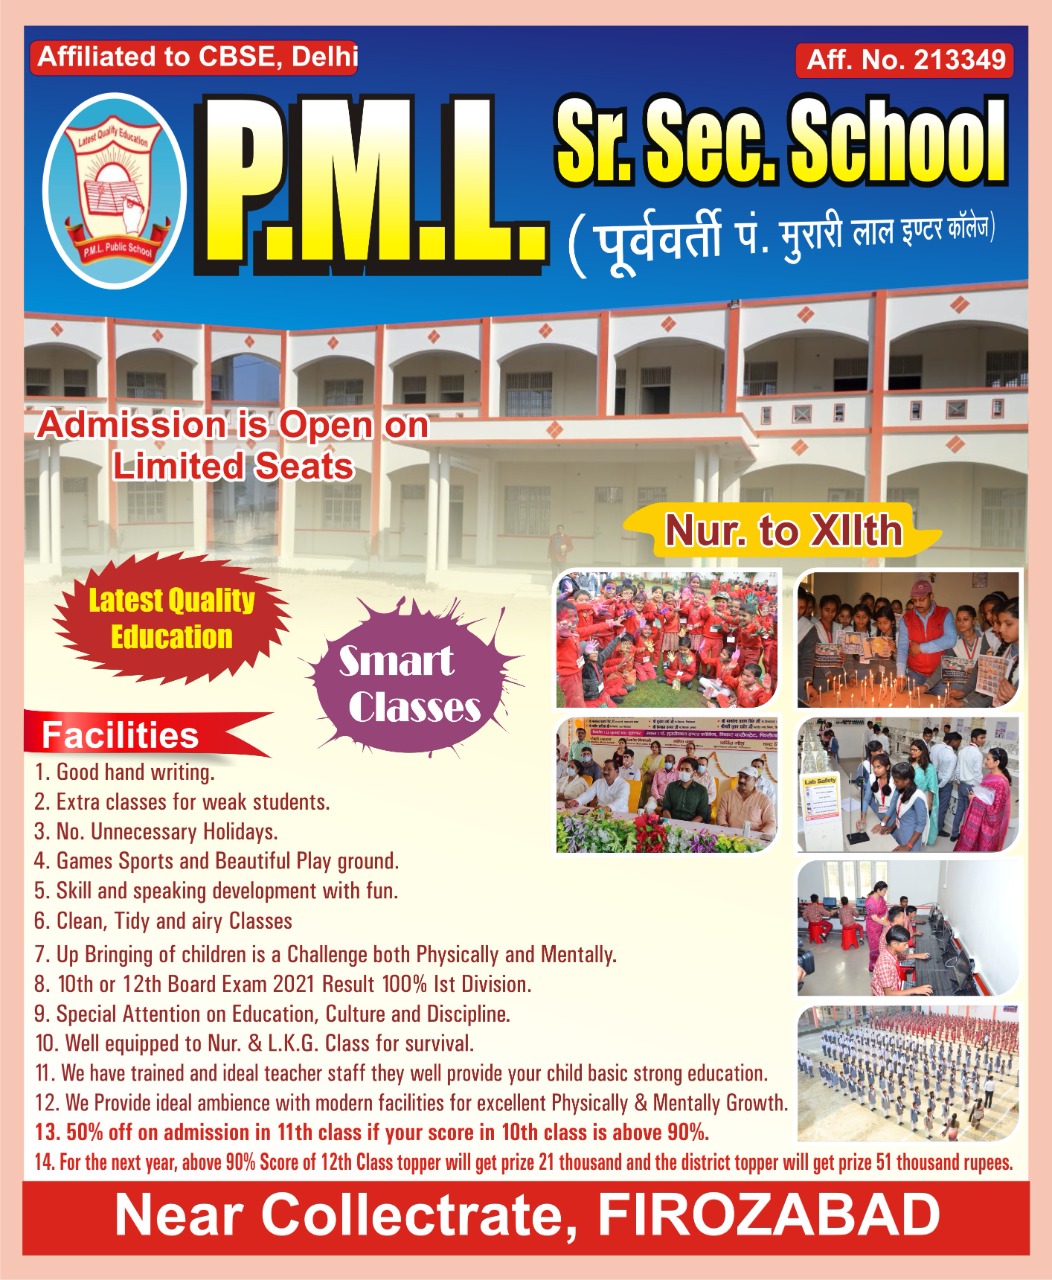 Affiliated to CBSE, Delhi
Aff. No. 213349
Latest Quality Education
P.M.L. Public School
P.M.L. Sr. Sec. School
(पूर्ववर्ती पं. मुरारी लाल इण्टर कॉलेज)
Admission is Open on
Limited Seats
Nur. to XIIth
Latest Quality
Education
Smart
Classes
Lab Safety
Facilities
1. Good hand writing.
2. Extra classes for weak students.
3. No. Unnecessary Holidays.
4. Games Sports and Beautiful Play ground.
5. Skill and speaking development with fun.
6. Clean, Tidy and airy Classes
7. Up Bringing of children is a Challenge both Physically and Mentally.
8. 10th or 12th Board Exam 2021 Result 100% Ist Division.
9. Special Attention on Education, Culture and Discipline.
10. Well equipped to Nur. & L.K.G. Class for survival.
11. We have trained and ideal teacher staff they well provide your child basic strong education.
12. We Provide ideal ambience with modern facilities for excellent Physically & Mentally Growth.
13. 50% off on admission in 11th class if your score in 10th class is above 90%.
14. For the next year, above 90% Score of 12th Class topper will get prize 21 thousand and the district topper will get prize 51 thousand rupees.
Near Collectrate, FIROZABAD